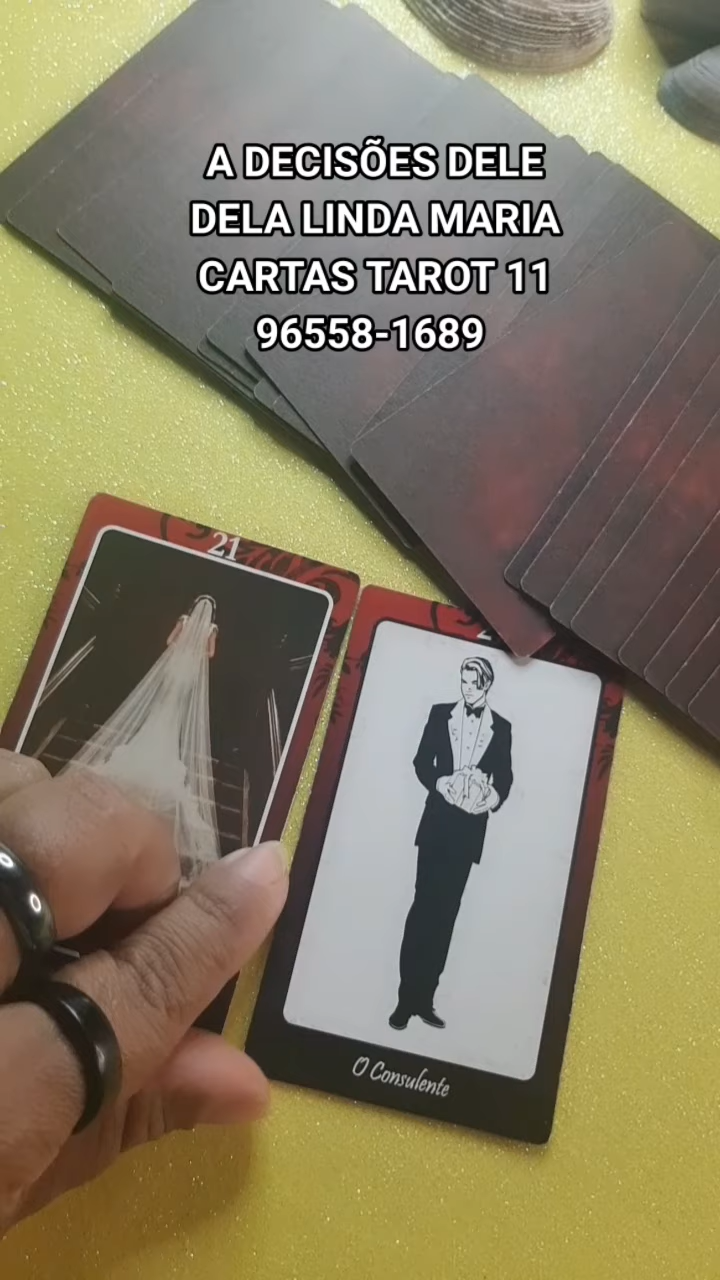 A DECISÕES DELE
DELA LINDA MARIA
CARTAS TAROT 11
96558-1689
21
O Consulente